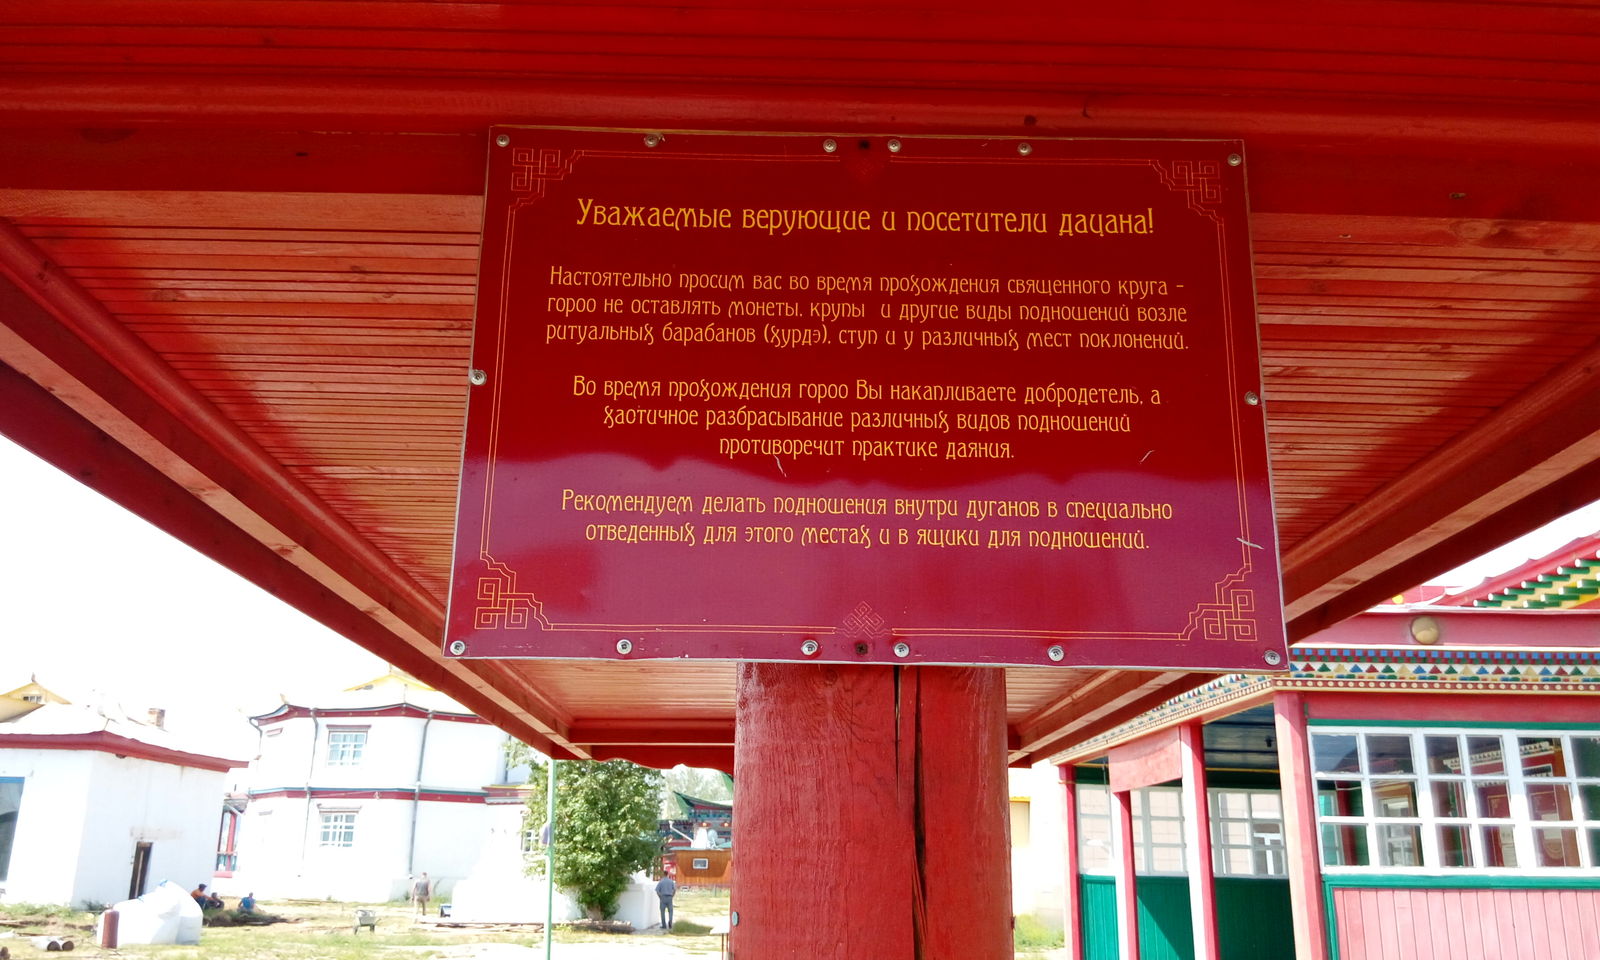 Уважаемые верующие и посетители дацана!
Настоятельно просим вас во время прохождения священного круга -
гороо не оставлять монеты, крупы и другие виды подношений возле
ритуальных барабанов (хурдэ), ступ и у различных мест поклонений.
Во время прохождения гороо Вы накапливаете добродетель, а
хаотичное разбрасывание различных видов подношений
противоречит практике даяния.
Рекомендуем делать подношения внутри дуганов в специально
отведенных для этого местах и в ящики для подношений.